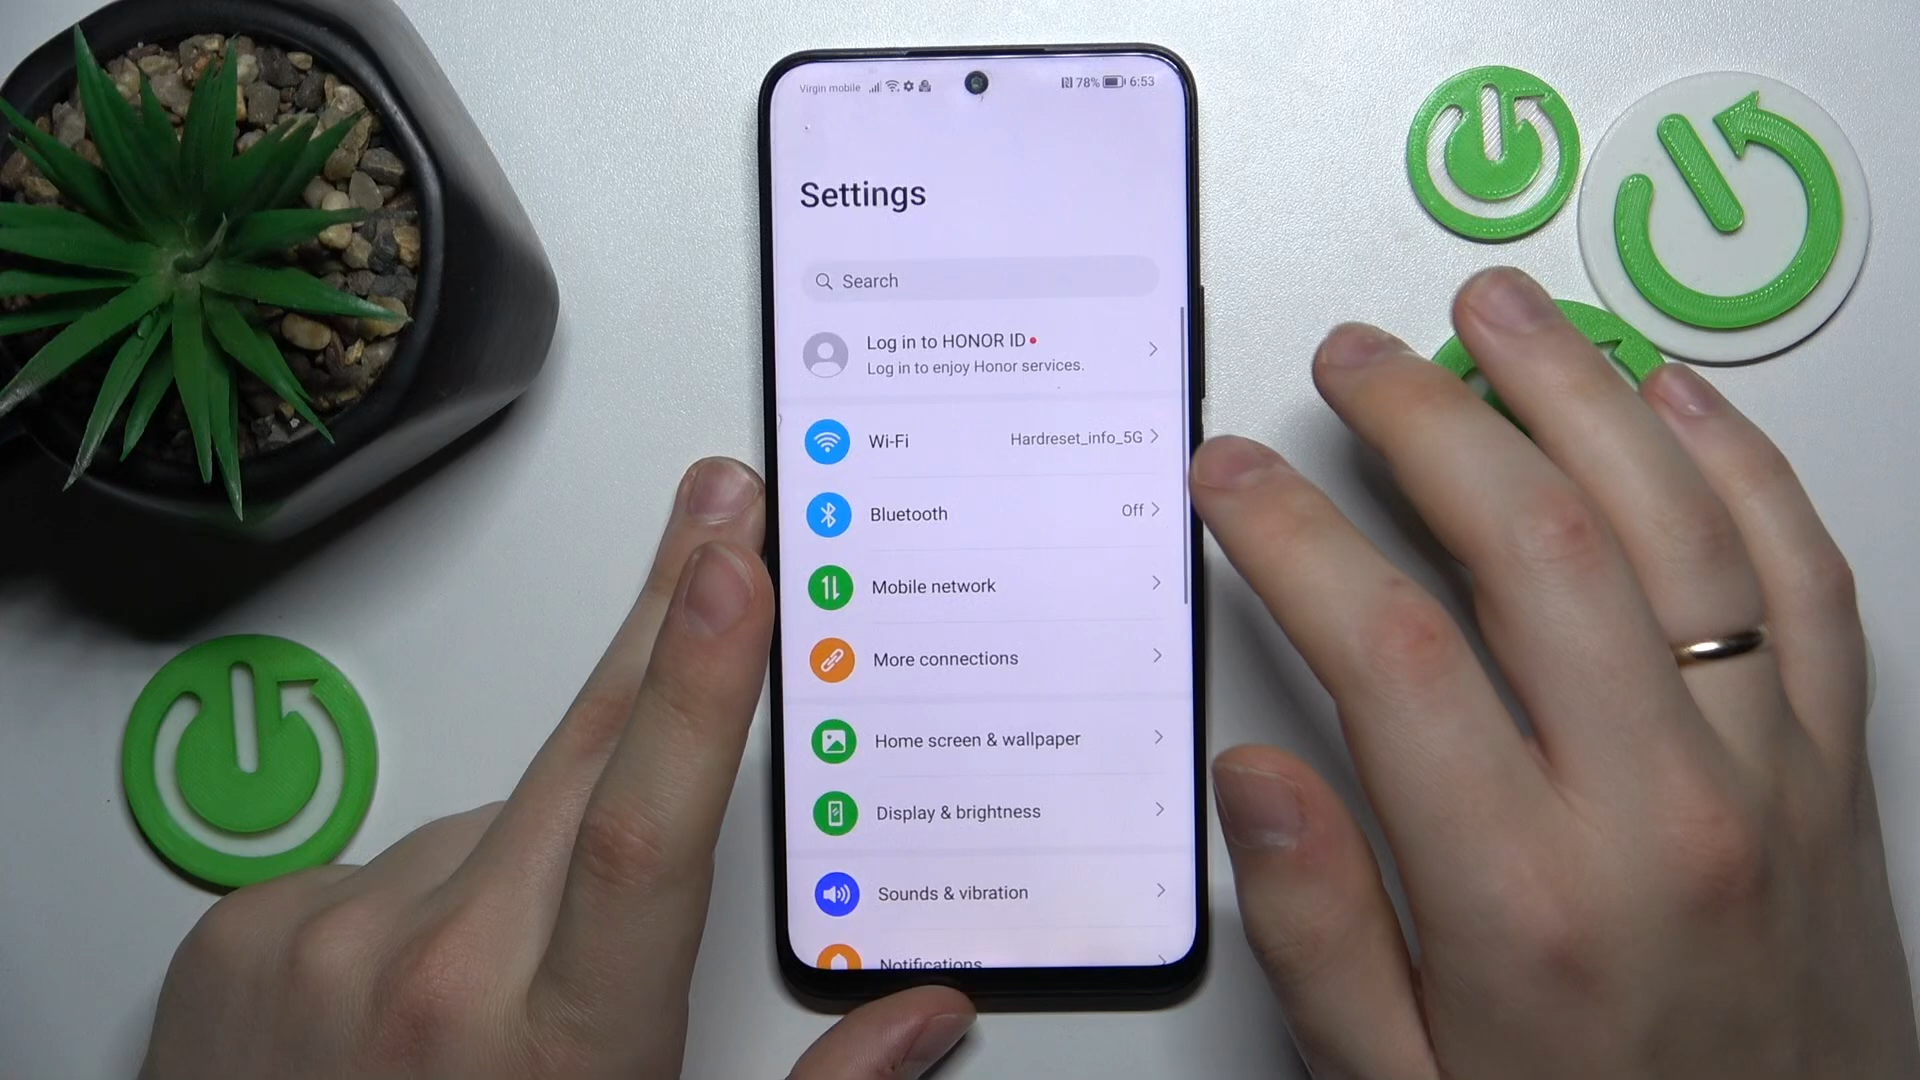 Virgin mobile 78% 6:53
Settings
Search
Log in to HONOR ID
Log in to enjoy Honor services.
Wi-Fi Hardreset_info_5G
Bluetooth Off
Mobile network
More connections
Home screen & wallpaper
Display & brightness
Sounds & vibration
Notifications